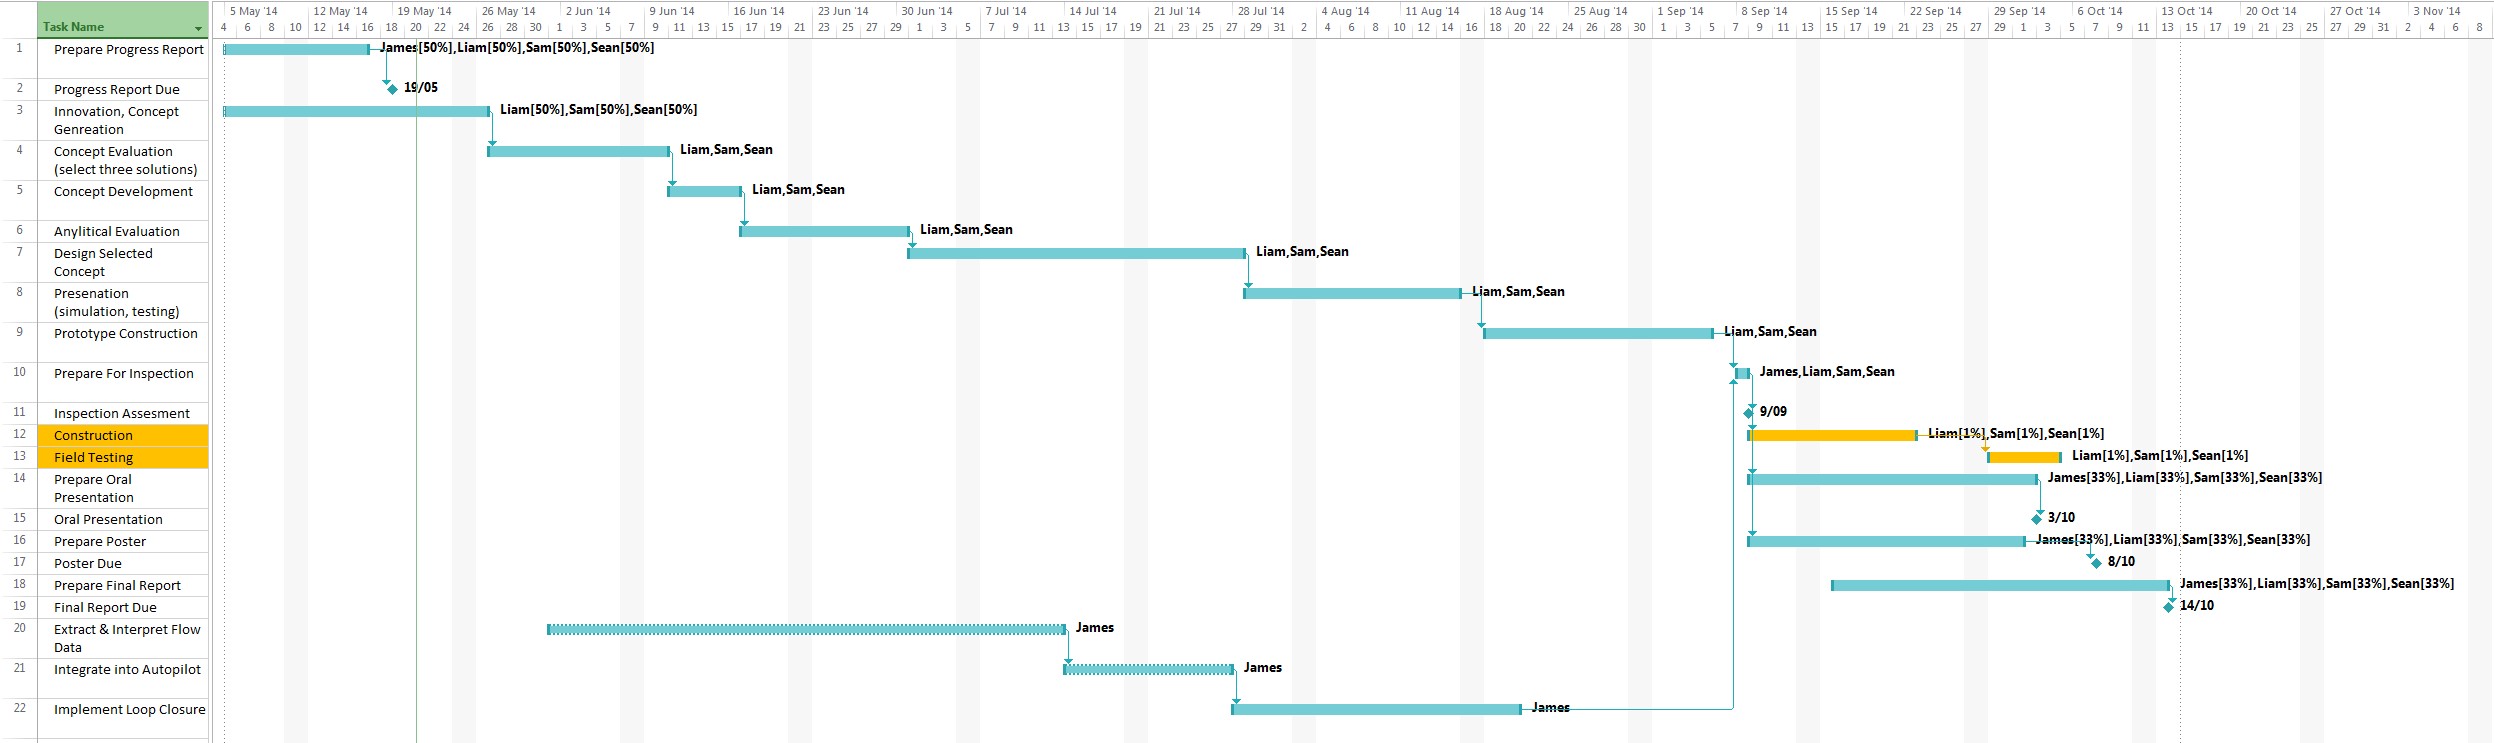 5 May '14 12 May '14 19 May '14 26 May '14 2 Jun '14 9 Jun '14 16 Jun '14 23 Jun '14 30 Jun '14 7 Jul '14 14 Jul '14 21 Jul '14 28 Jul '14 4 Aug '14 11 Aug '14 18 Aug '14 25 Aug '14 1 Sep '14 8 Sep '14 15 Sep '14 22 Sep '14 29 Sep '14 6 Oct '14 13 Oct '14 20 Oct '14 27 Oct '14 3 Nov '14
Task Name 4 6 8 10 12 14 16 18 20 22 24 26 28 30 1 3 5 7 9 11 13 15 17 19 21 23 25 27 29 1 3 5 7 9 11 13 15 17 19 21 23 25 27 29 31 2 4 6 8 10 12 14 16 18 20 22 24 26 28 30 1 3 5 7 9 11 13 15 17 19 21 23 25 27 29 1 3 5 7 9 11 13 15 17 19 21 23 25 27 29 31 2 4 6 8
1 Prepare Progress Report James[50%],Liam[50%],Sam[50%],Sean[50%]
2 Progress Report Due 19/05
3 Innovation, Concept Liam[50%],Sam[50%],Sean[50%]
Genreation
4 Concept Evaluation Liam,Sam,Sean
(select three solutions)
5 Concept Development Liam,Sam,Sean
6 Anylitical Evaluation Liam,Sam,Sean
7 Design Selected Liam,Sam,Sean
Concept
8 Presenation Liam,Sam,Sean
(simulation, testing)
9 Prototype Construction Liam,Sam,Sean
10 Prepare For Inspection James,Liam,Sam,Sean
11 Inspection Assesment 9/09
12 Construction Liam[1%],Sam[1%],Sean[1%]
13 Field Testing Liam[1%],Sam[1%],Sean[1%]
14 Prepare Oral James[33%],Liam[33%],Sam[33%],Sean[33%]
Presentation
15 Oral Presentation 3/10
16 Prepare Poster James[33%],Liam[33%],Sam[33%],Sean[33%]
17 Poster Due 8/10
18 Prepare Final Report James[33%],Liam[33%],Sam[33%],Sean[33%]
19 Final Report Due 14/10
20 Extract & Interpret Flow James
Data
21 Integrate into Autopilot James
22 Implement Loop Closure James